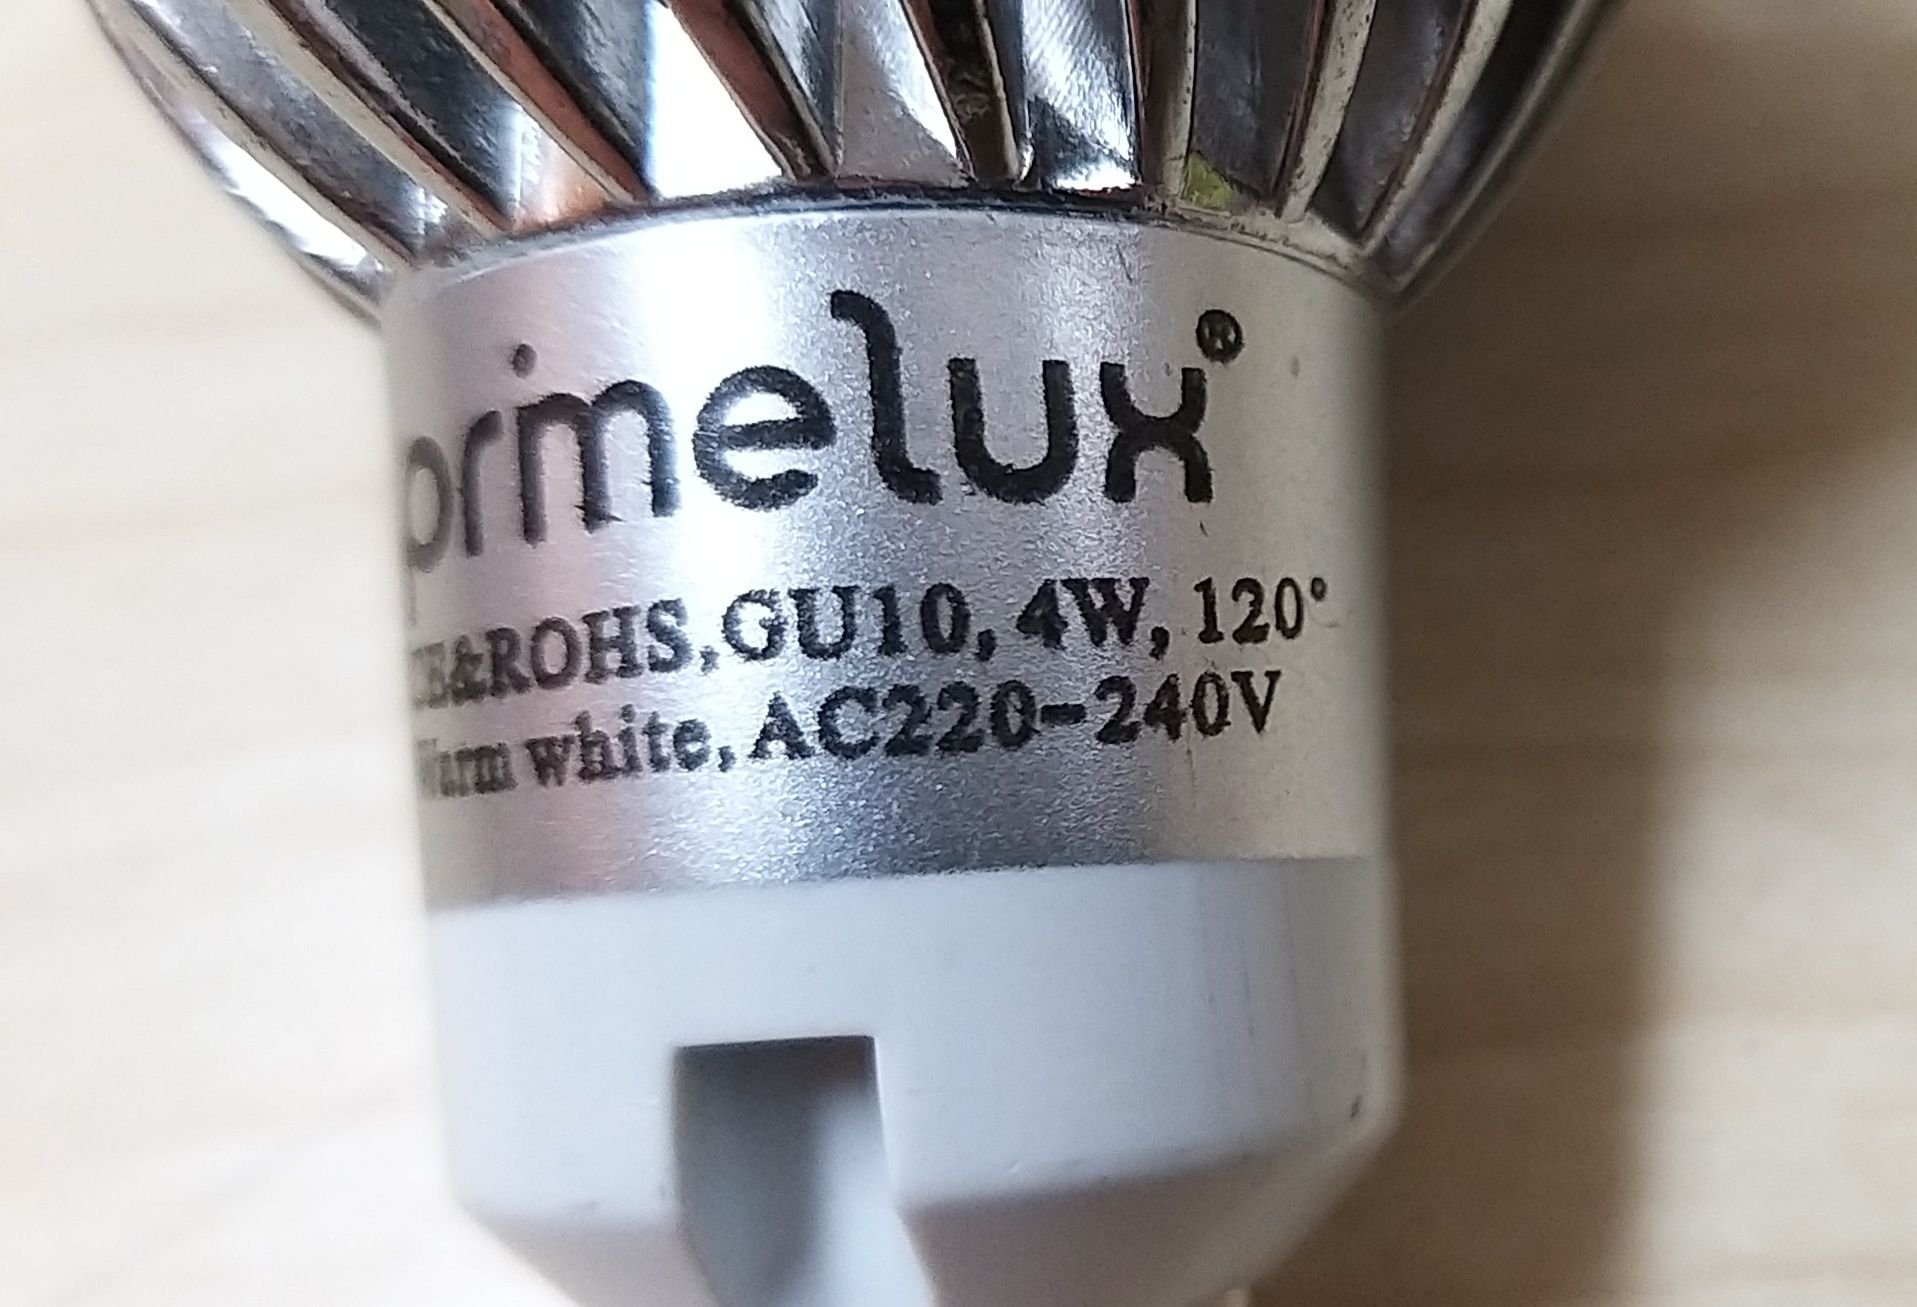 primelux®
CE&ROHS, GU10, 4W, 120°
Warm white, AC220-240V